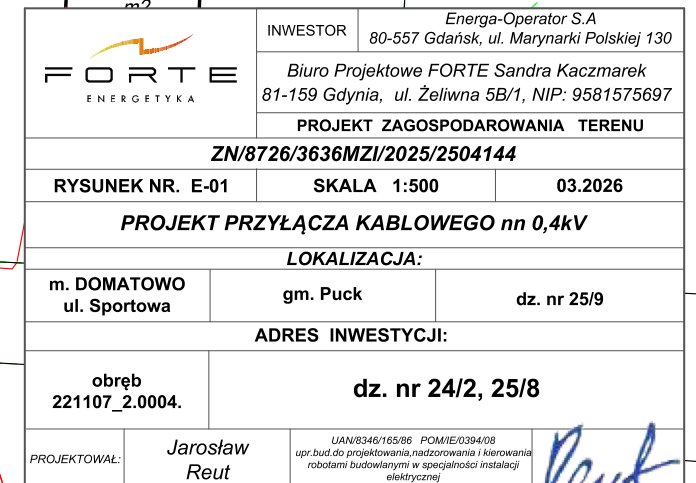 m2
INWESTOR
Energa-Operator S.A
80-557 Gdańsk, ul. Marynarki Polskiej 130
FORTE
ENERGETYKA
Biuro Projektowe FORTE Sandra Kaczmarek
81-159 Gdynia, ul. Żeliwna 5B/1, NIP: 9581575697
PROJEKT ZAGOSPODAROWANIA TERENU
ZN/8726/3636MZI/2025/2504144
RYSUNEK NR. E-01
SKALA 1:500
03.2026
PROJEKT PRZYŁĄCZA KABLOWEGO nn 0,4kV
LOKALIZACJA:
m. DOMATOWO
ul. Sportowa
gm. Puck
dz. nr 25/9
ADRES INWESTYCJI:
obręb
221107_2.0004.
dz. nr 24/2, 25/8
PROJEKTOWAŁ:
Jarosław
Reut
UAN/8346/165/86 POM/IE/0394/08
upr.bud.do projektowania,nadzorowania i kierowania
robotami budowlanymi w specjalności instalacji
elektrycznej
Reut